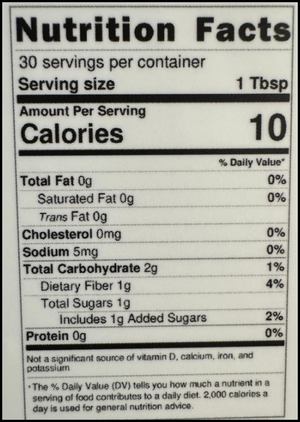 Nutrition Facts
30 servings per container
Serving size 1 Tbsp
Amount Per Serving
Calories 10
% Daily Value*
Total Fat 0g 0%
Saturated Fat 0g 0%
Trans Fat 0g
Cholesterol 0mg 0%
Sodium 5mg 0%
Total Carbohydrate 2g 1%
Dietary Fiber 1g 4%
Total Sugars 1g
Includes 1g Added Sugars 2%
Protein 0g 0%
Not a significant source of vitamin D, calcium, iron, and
potassium
*The % Daily Value (DV) tells you how much a nutrient in a
serving of food contributes to a daily diet. 2,000 calories a
day is used for general nutrition advice.